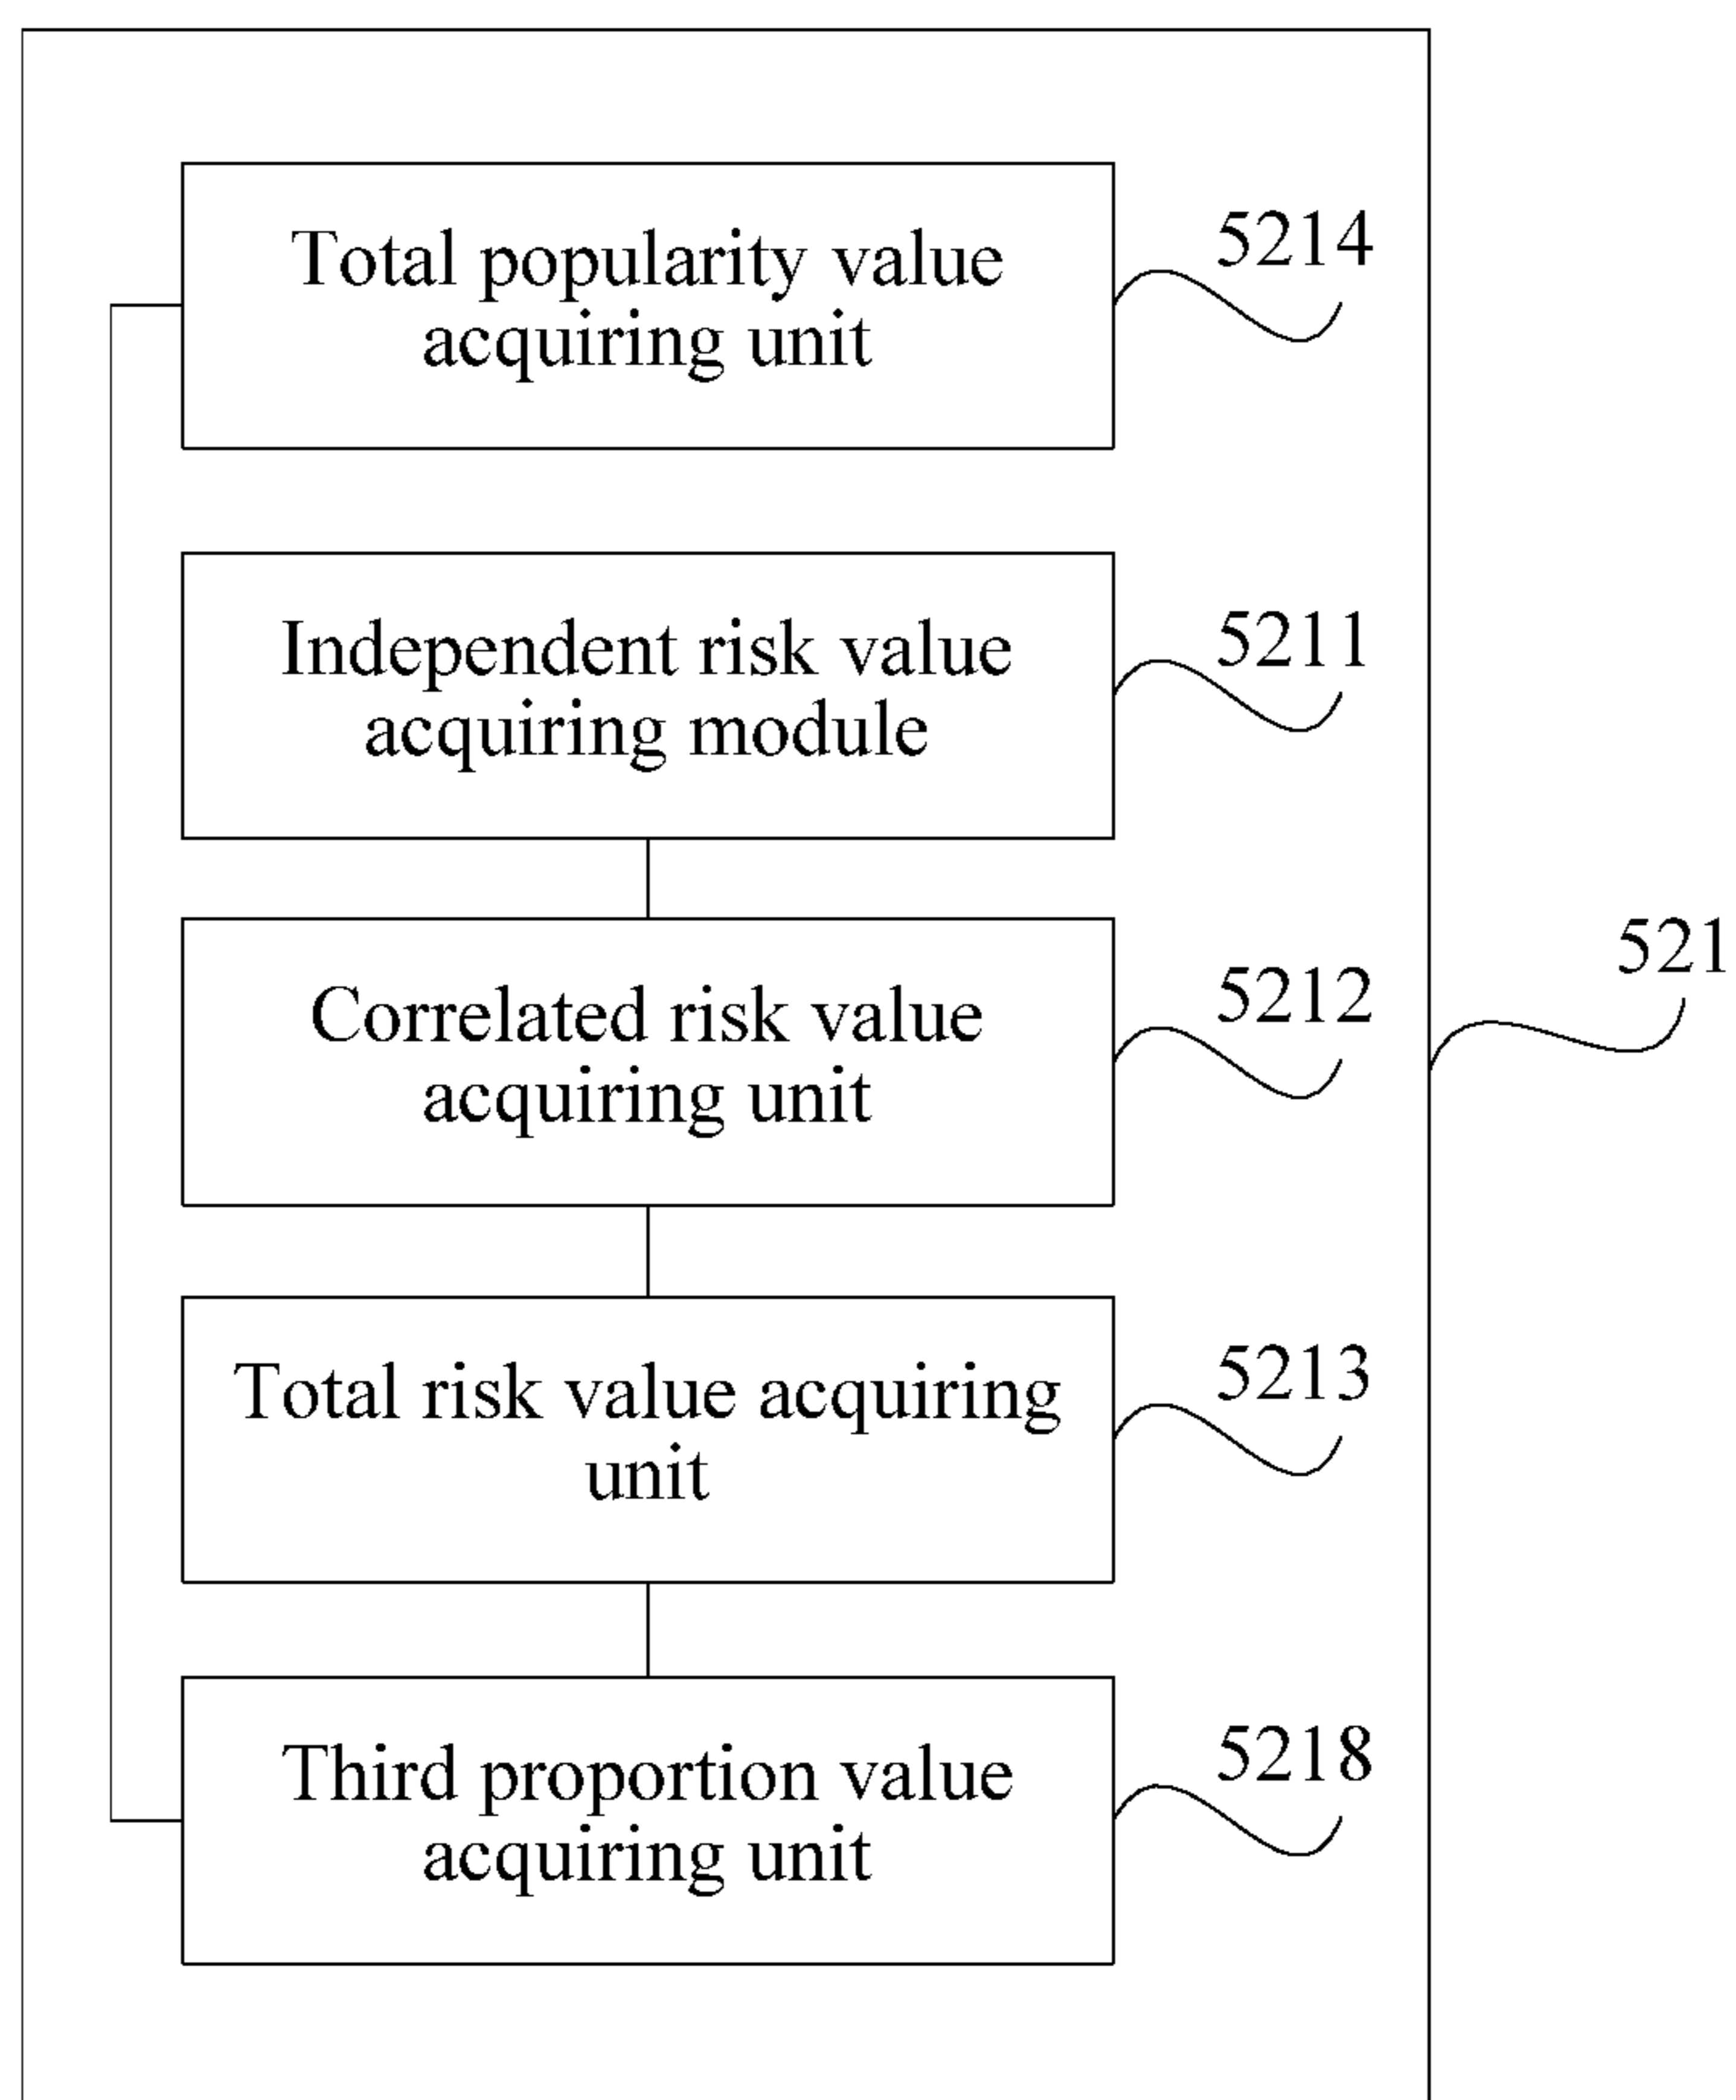 Total popularity value
acquiring unit
5214
Independent risk value
acquiring module
5211
Correlated risk value
acquiring unit
5212
521
Total risk value acquiring
unit
5213
Third proportion value
acquiring unit
5218